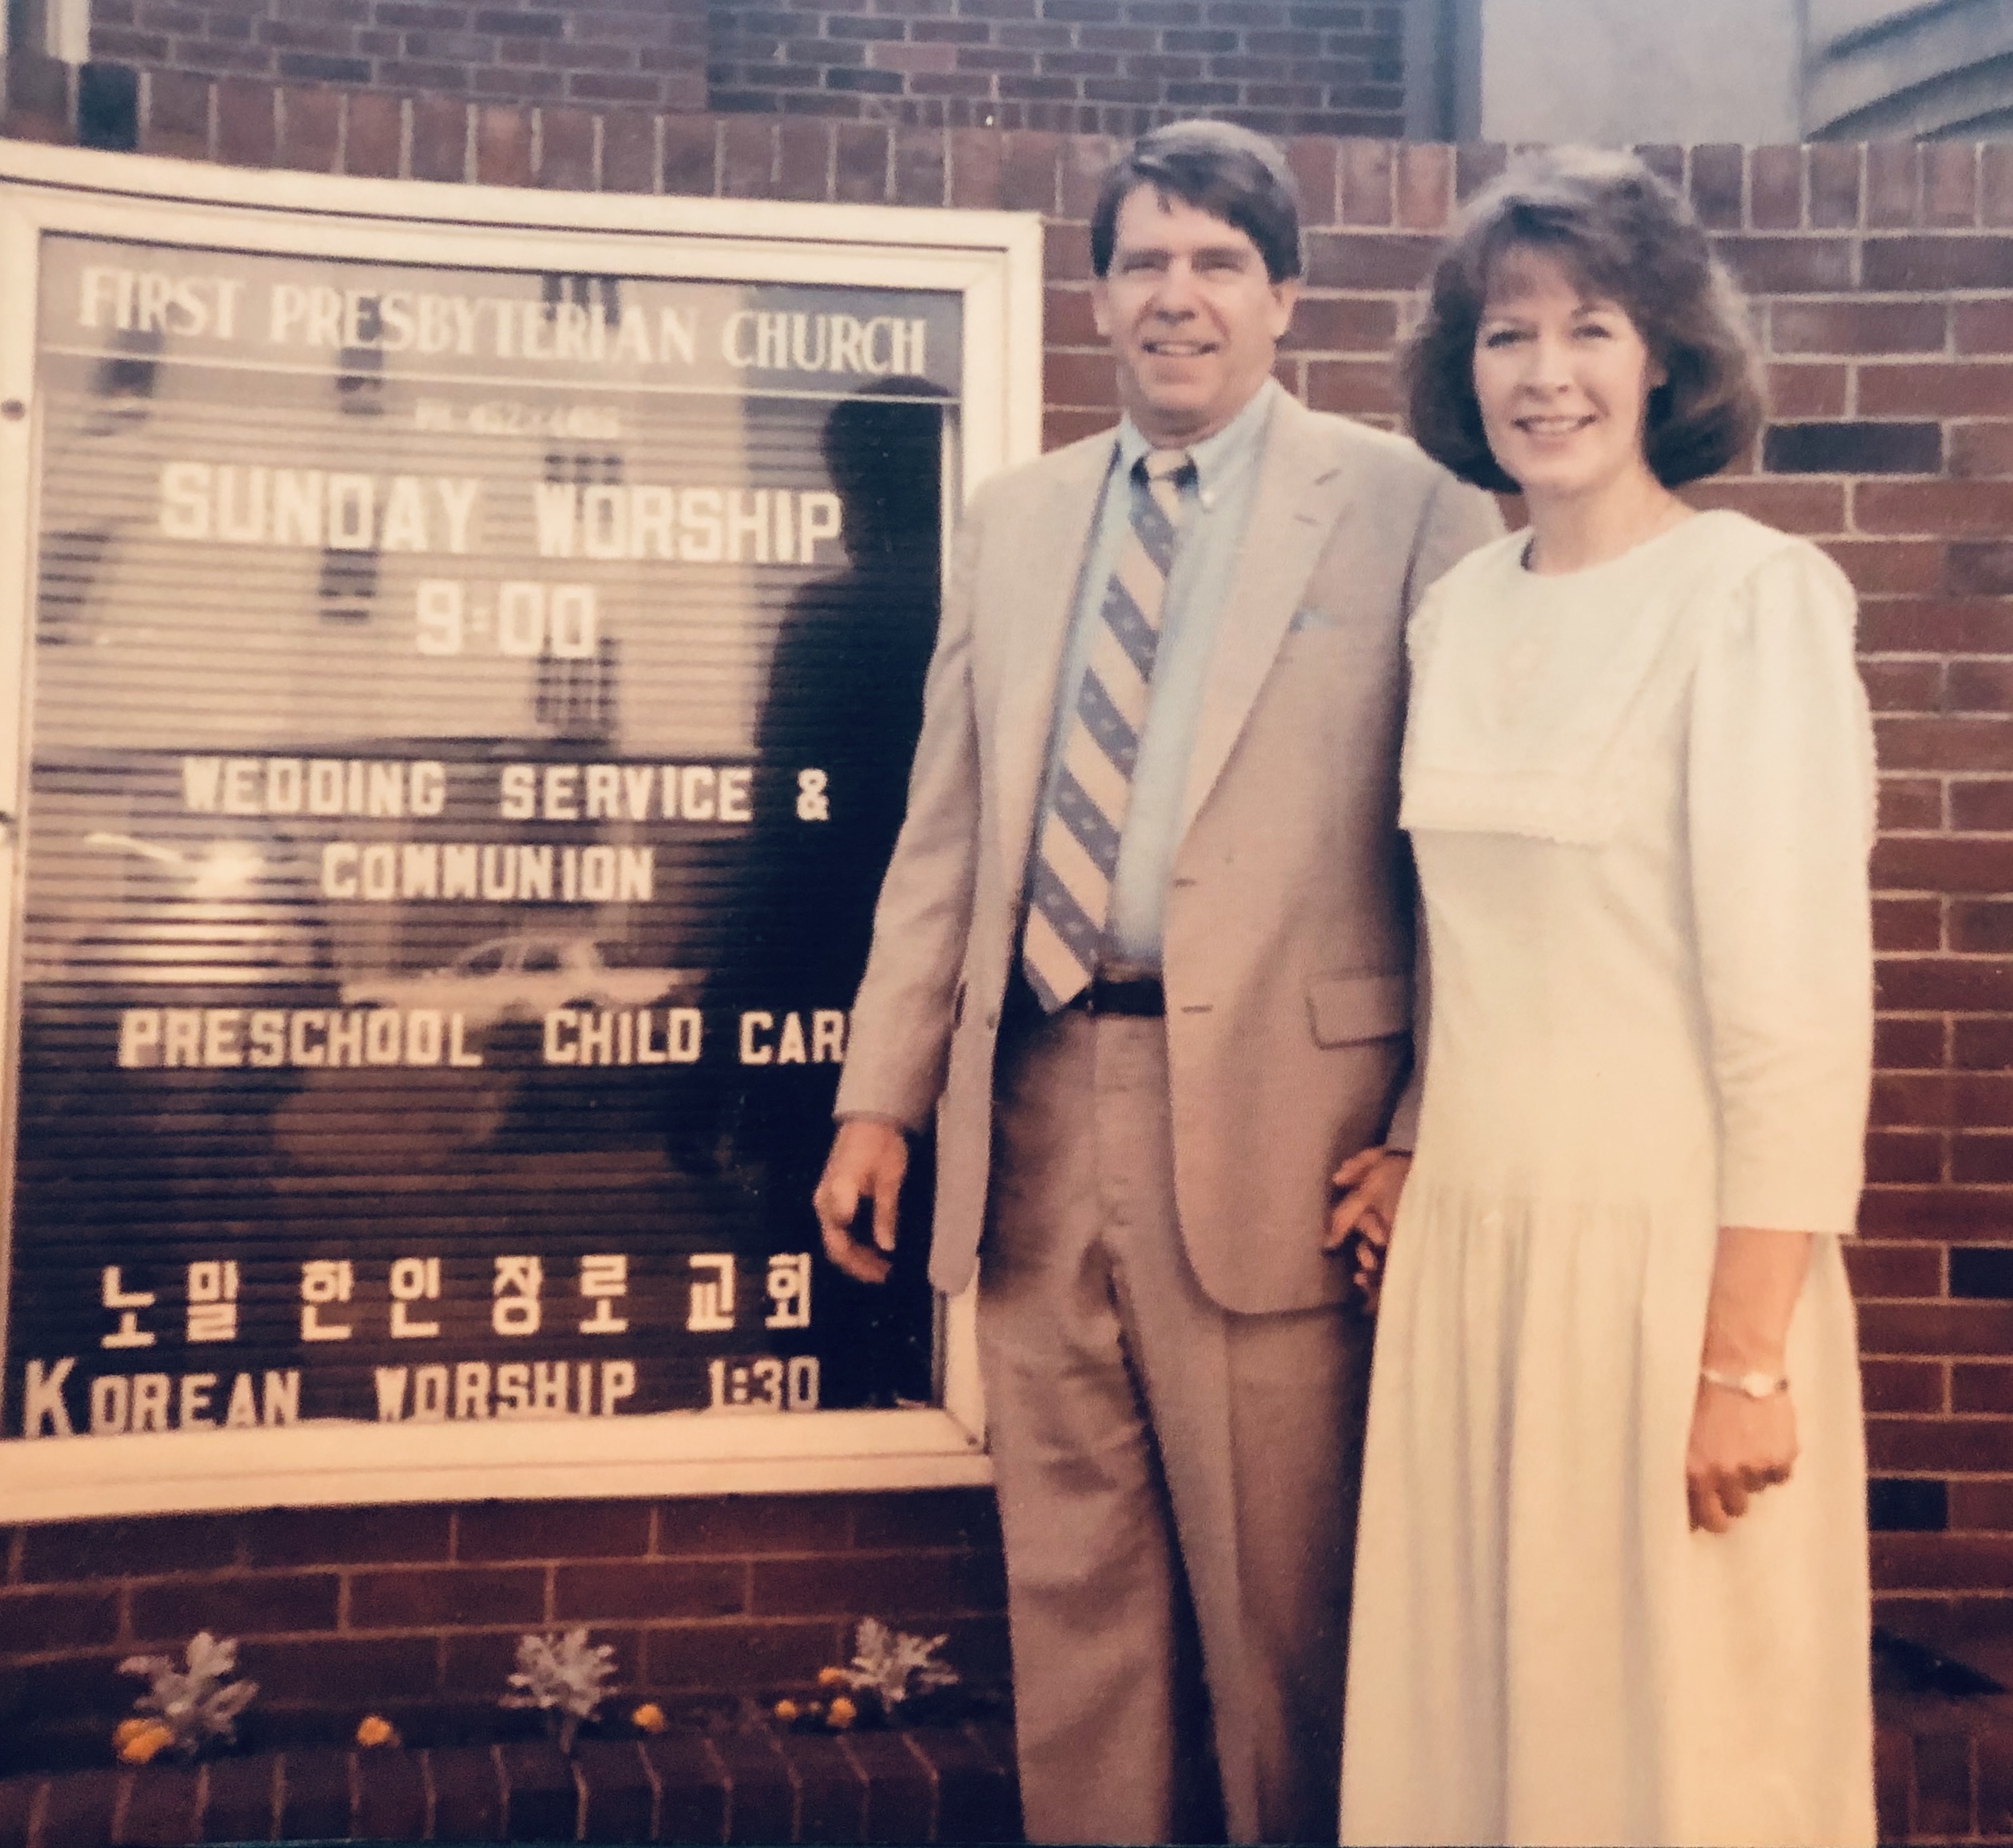 FIRST PRESBYTERIAN CHURCH
SUNDAY WORSHIP
9:00
WEDDING SERVICE &
COMMUNION
PRESCHOOL CHILD CAR
노말 한인장로교회
KOREAN WORSHIP 1:30